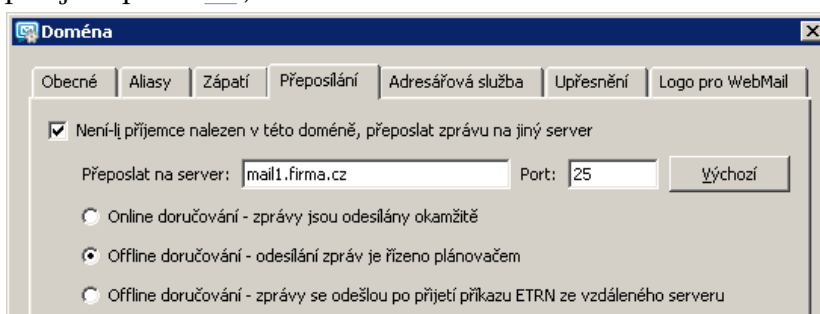 Doména
Obecné Aliasy Zápatí Přeposílání Adresářová služba Upřesnění Logo pro WebMail
Není-li příjemce nalezen v této doméně, přeposlat zprávu na jiný server
Přeposlat na server: mail1.firma.cz Port: 25 Výchozí
Online doručování - zprávy jsou odesílány okamžitě
Offline doručování - odesílání zpráv je řízeno plánovačem
Offline doručování - zprávy se odešlou po přijetí příkazu ETRN ze vzdáleného serveru